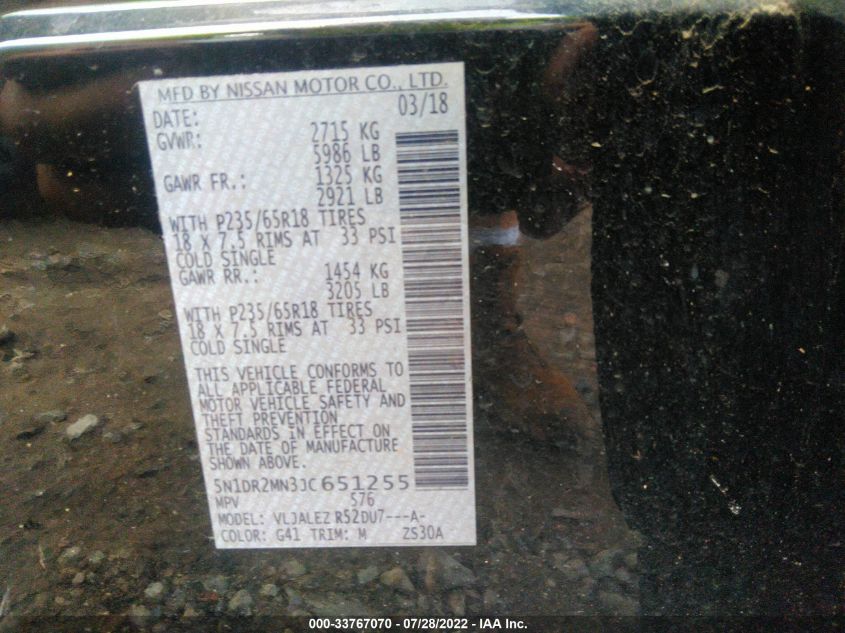 MFD BY NISSAN MOTOR CO., LTD.
DATE: 03/18
GVWR: 2715 KG
5986 LB
GAWR FR.: 1325 KG
2921 LB
WITH P235/65R18 TIRES
18 X 7.5 RIMS AT 33 PSI
COLD SINGLE
GAWR RR.: 1454 KG
3205 LB
WITH P235/65R18 TIRES
18 X 7.5 RIMS AT 33 PSI
COLD SINGLE
THIS VEHICLE CONFORMS TO
ALL APPLICABLE FEDERAL
MOTOR VEHICLE SAFETY AND
THEFT PREVENTION
STANDARDS IN EFFECT ON
THE DATE OF MANUFACTURE
SHOWN ABOVE.
5N1DR2MN3JC651255
MPV 576
MODEL: VLJALEZ R52DU7---A-
COLOR: G41 TRIM: M ZS30A
000-33767070 - 07/28/2022 - IAA Inc.